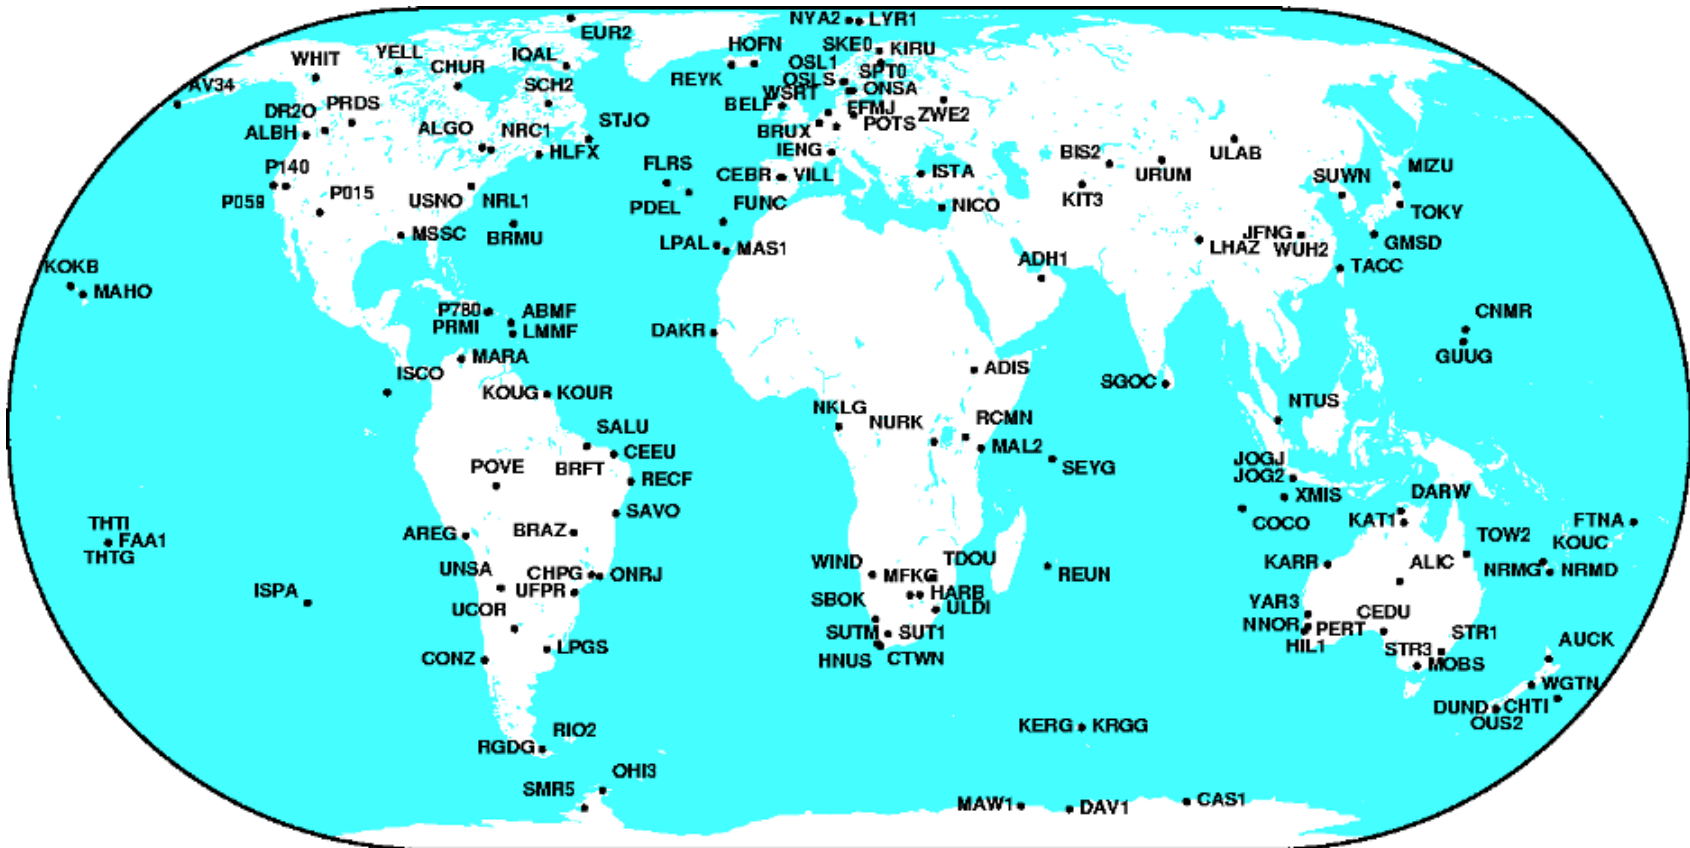 NYA2 LYR1
EUR2
SKE0 KIRU
HOFN
YELL
IQAL
WHIT
CHUR
OSL1
REYK
SPT0
OSLS
AV34
SCH2
ONSA
WSRT
BELF
PRDS
DR2O
EFMJ
ZWE2
STJO
POTS
ALBH
ALGO
NRC1
BRUX
HLFX
IENG
BIS2
ULAB
FLRS
P140
CEBR VILL
ISTA
URUM
MIZU
SUWN
P015
P059
USNO NRL1
PDEL
FUNC
NICO
KIT3
TOKY
MSSC
BRMU
LPAL
MAS1
JFNG
LHAZ
WUH2
GMSD
ADH1
KOKB
TACC
MAHO
P780
ABMF
PRMI
LMMF
DAKR
CNMR
GUUG
MARA
ISCO
ADIS
SGOC
KOUG KOUR
NKLG
NURK
RCMN
NTUS
SALU
CEEU
MAL2
BRFT
POVE
SEYG
JOGJ
JOG2
RECF
XMIS
DARW
SAVO
COCO
KAT1
FTNA
THTI
FAA1
THTG
AREG
BRAZ
TOW2
KOUC
WIND
TDOU
KARR
ALIC
UNSA
CHPG
ONRJ
MFKG
REUN
NRMG NRMD
ISPA
UFPR
HARB
SBOK
ULDI
UCOR
YAR3
CEDU
NNOR
PERT
SUTM SUT1
STR1
HIL1
AUCK
LPGS
STR3
CONZ
HNUS CTWN
MOBS
WGTN
DUND
CHTI
OUS2
KERG KRGG
RIO2
RGDG
OHI3
SMR5
MAW1
DAV1
CAS1